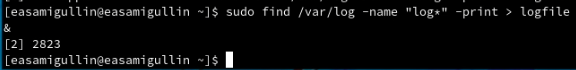 [easamigullin@easamigullin ~]$ sudo find /var/log -name "log*" -print > logfile
&
[2] 2823
[easamigullin@easamigullin ~]$